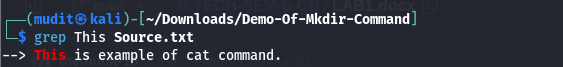 ┌──(mudit㉿kali)-[~/Downloads/Demo-Of-Mkdir-Command]
└─$ grep This Source.txt
--> This is example of cat command.